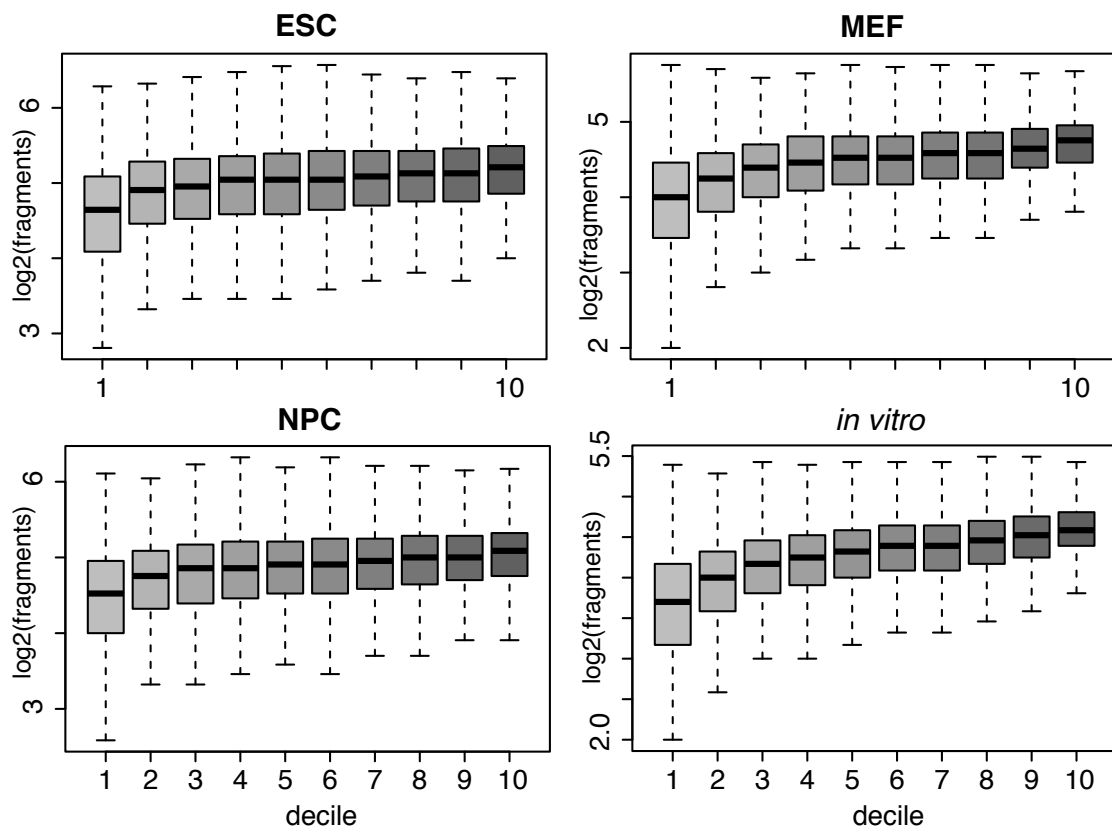 ESC
log2(fragments)
6
3
1 10
MEF
log2(fragments)
5
2
1 10
NPC
log2(fragments)
6
3
1 2 3 4 5 6 7 8 9 10
decile
in vitro
log2(fragments)
5.5
2.0
1 2 3 4 5 6 7 8 9 10
decile